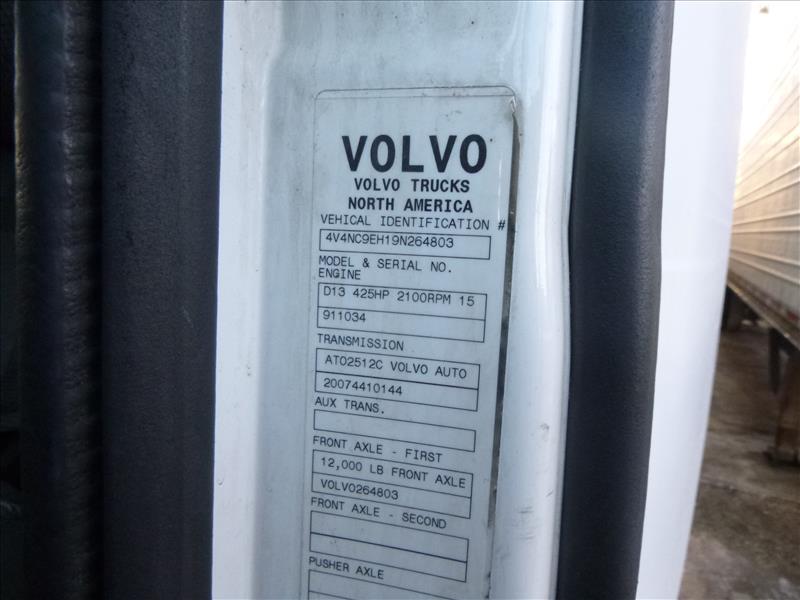 VOLVO
VOLVO TRUCKS
NORTH AMERICA
VEHICAL IDENTIFICATION #
4V4NC9EH19N264803
MODEL & SERIAL NO.
ENGINE
D13 425HP 2100RPM 15
911034
TRANSMISSION
ATO2512C VOLVO AUTO
20074410144
AUX TRANS.
FRONT AXLE - FIRST
12,000 LB FRONT AXLE
VOLVO264803
FRONT AXLE - SECOND
PUSHER AXLE